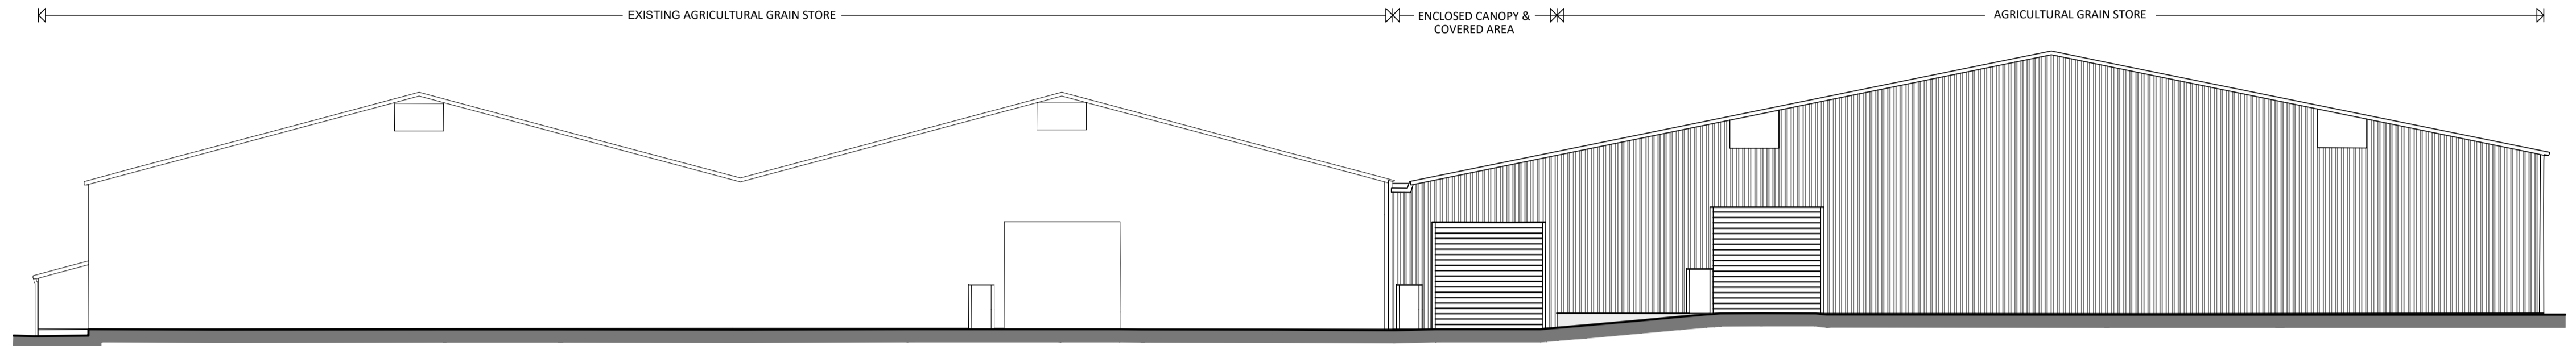 EXISTING AGRICULTURAL GRAIN STORE
ENCLOSED CANOPY &
COVERED AREA
AGRICULTURAL GRAIN STORE